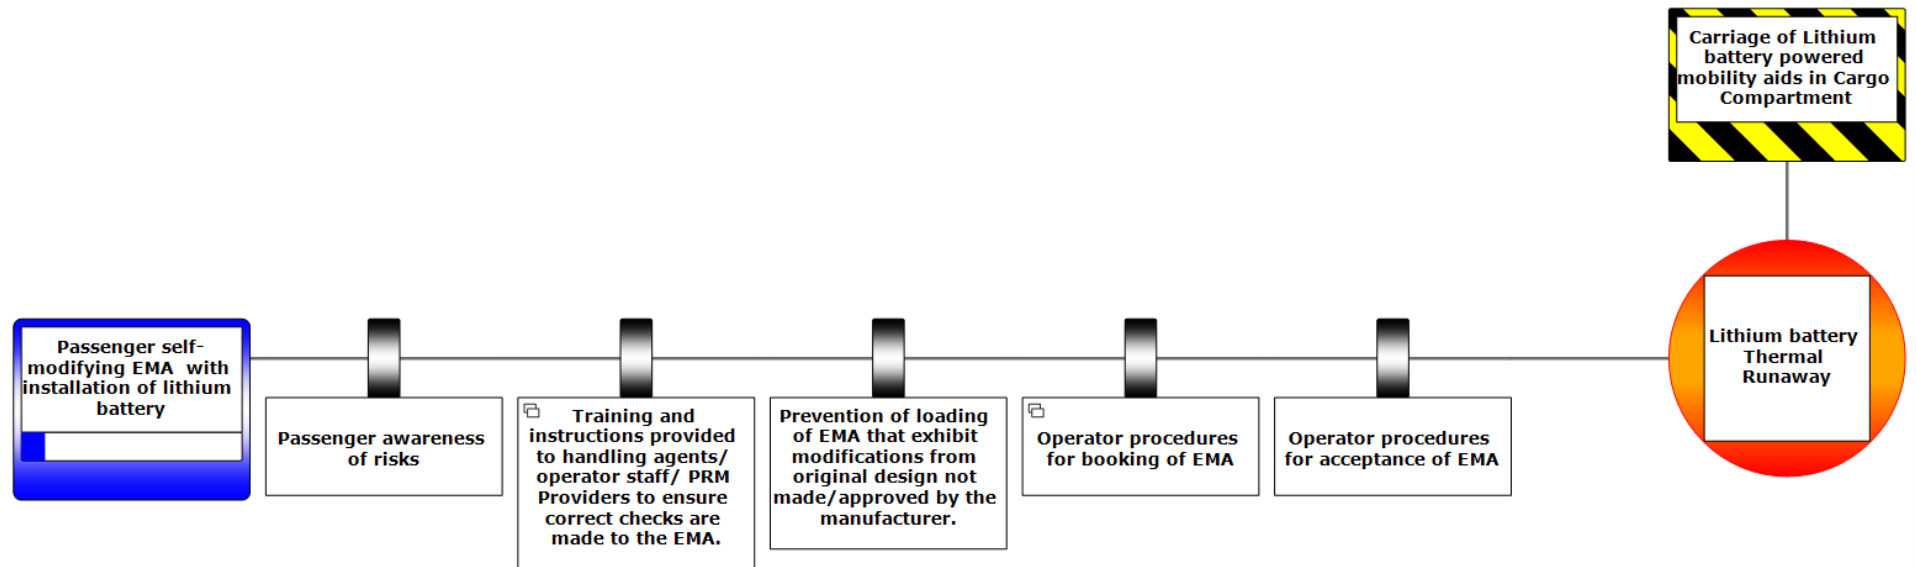 Carriage of Lithium
battery powered
mobility aids in Cargo
Compartment
Passenger self-
modifying EMA with
installation of lithium
battery
Passenger awareness
of risks
Training and
instructions provided
to handling agents/
operator staff/ PRM
Providers to ensure
correct checks are
made to the EMA.
Prevention of loading
of EMA that exhibit
modifications from
original design not
made/approved by the
manufacturer.
Operator procedures
for booking of EMA
Operator procedures
for acceptance of EMA
Lithium battery
Thermal
Runaway